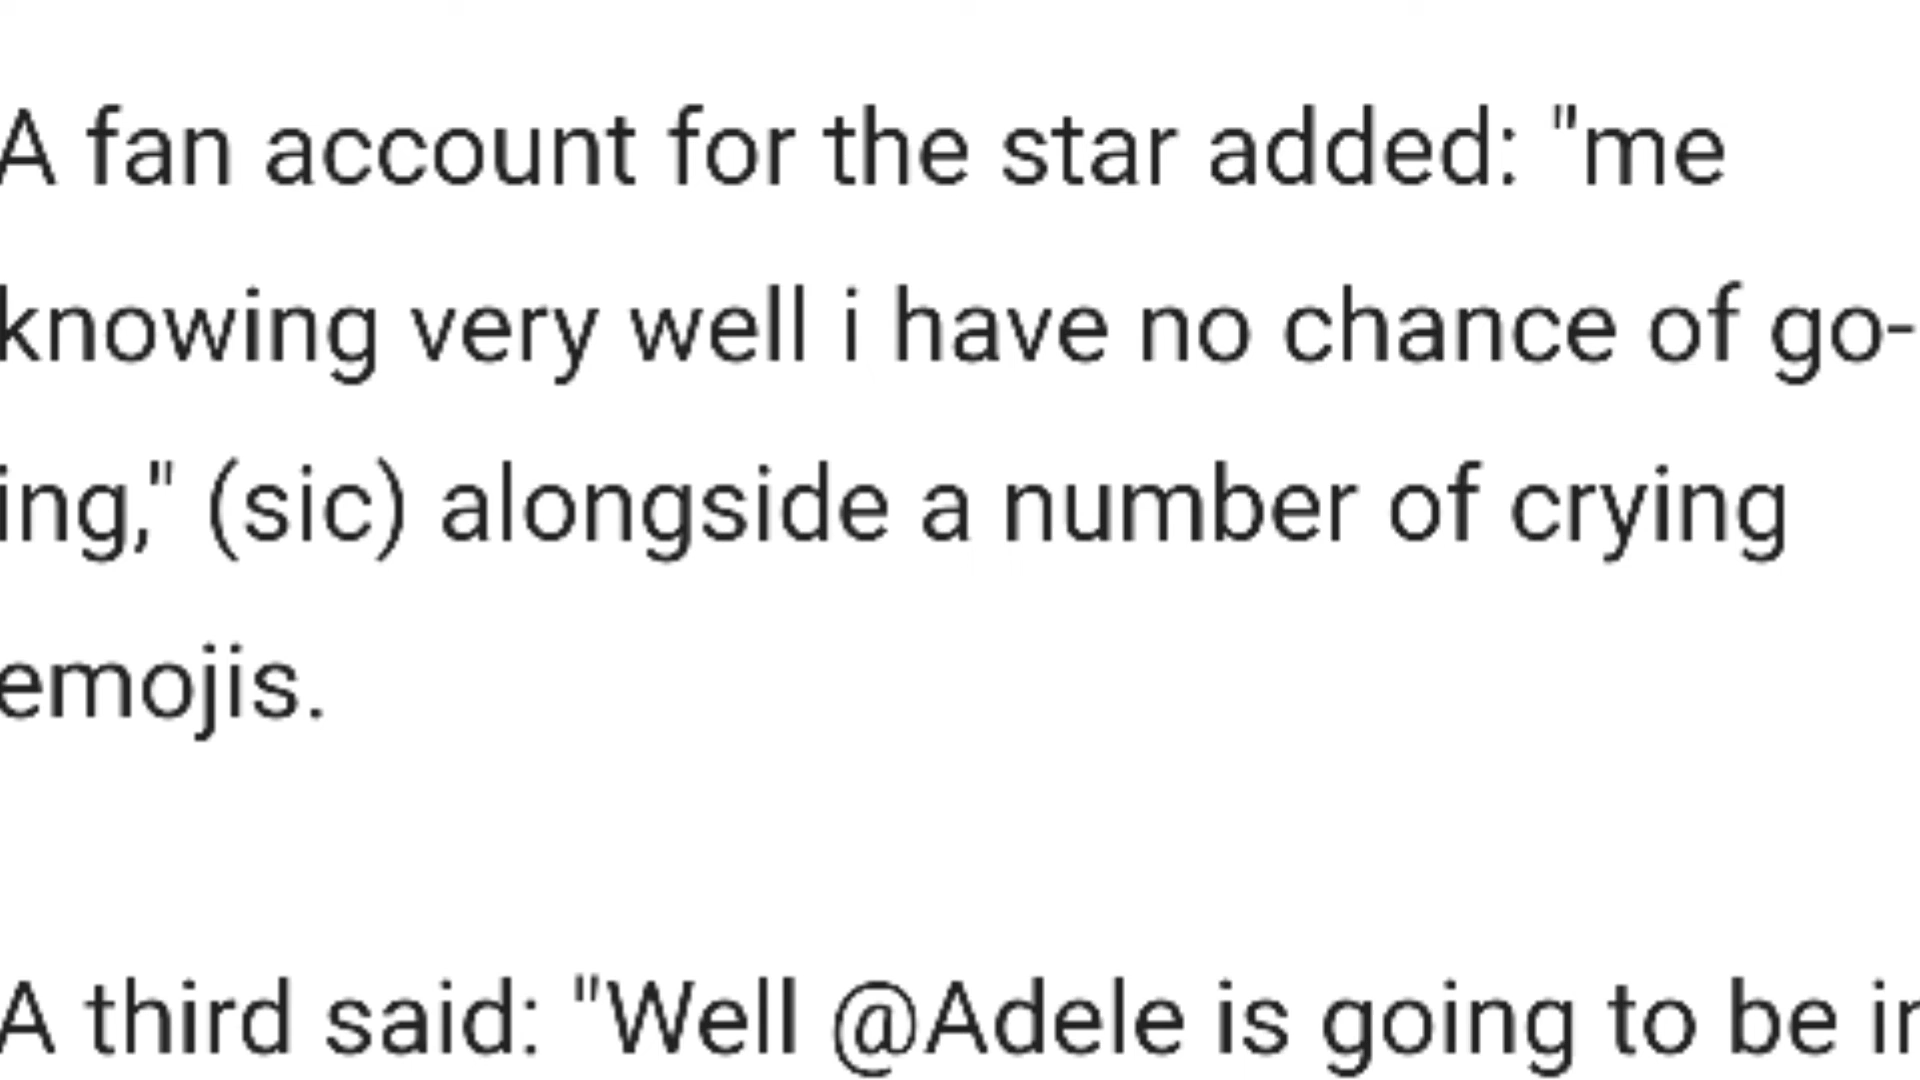 A fan account for the star added: "me
knowing very well i have no chance of go-
ing," (sic) alongside a number of crying
emojis.
A third said: "Well @Adele is going to be